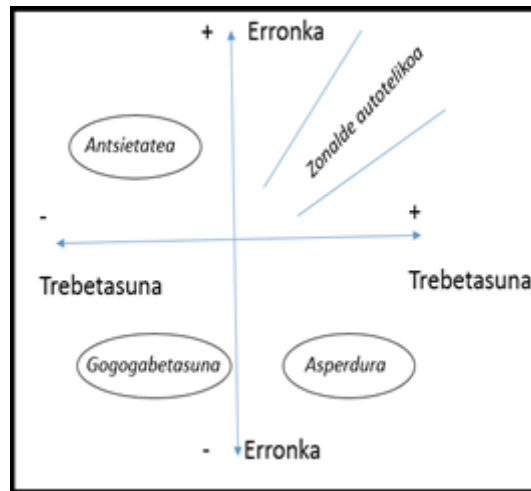 + Erronka
Zonalde autotelikoa
Antsietatea
- +
Trebetasuna Trebetasuna
Gogogabetasuna Asperdura
- Erronka